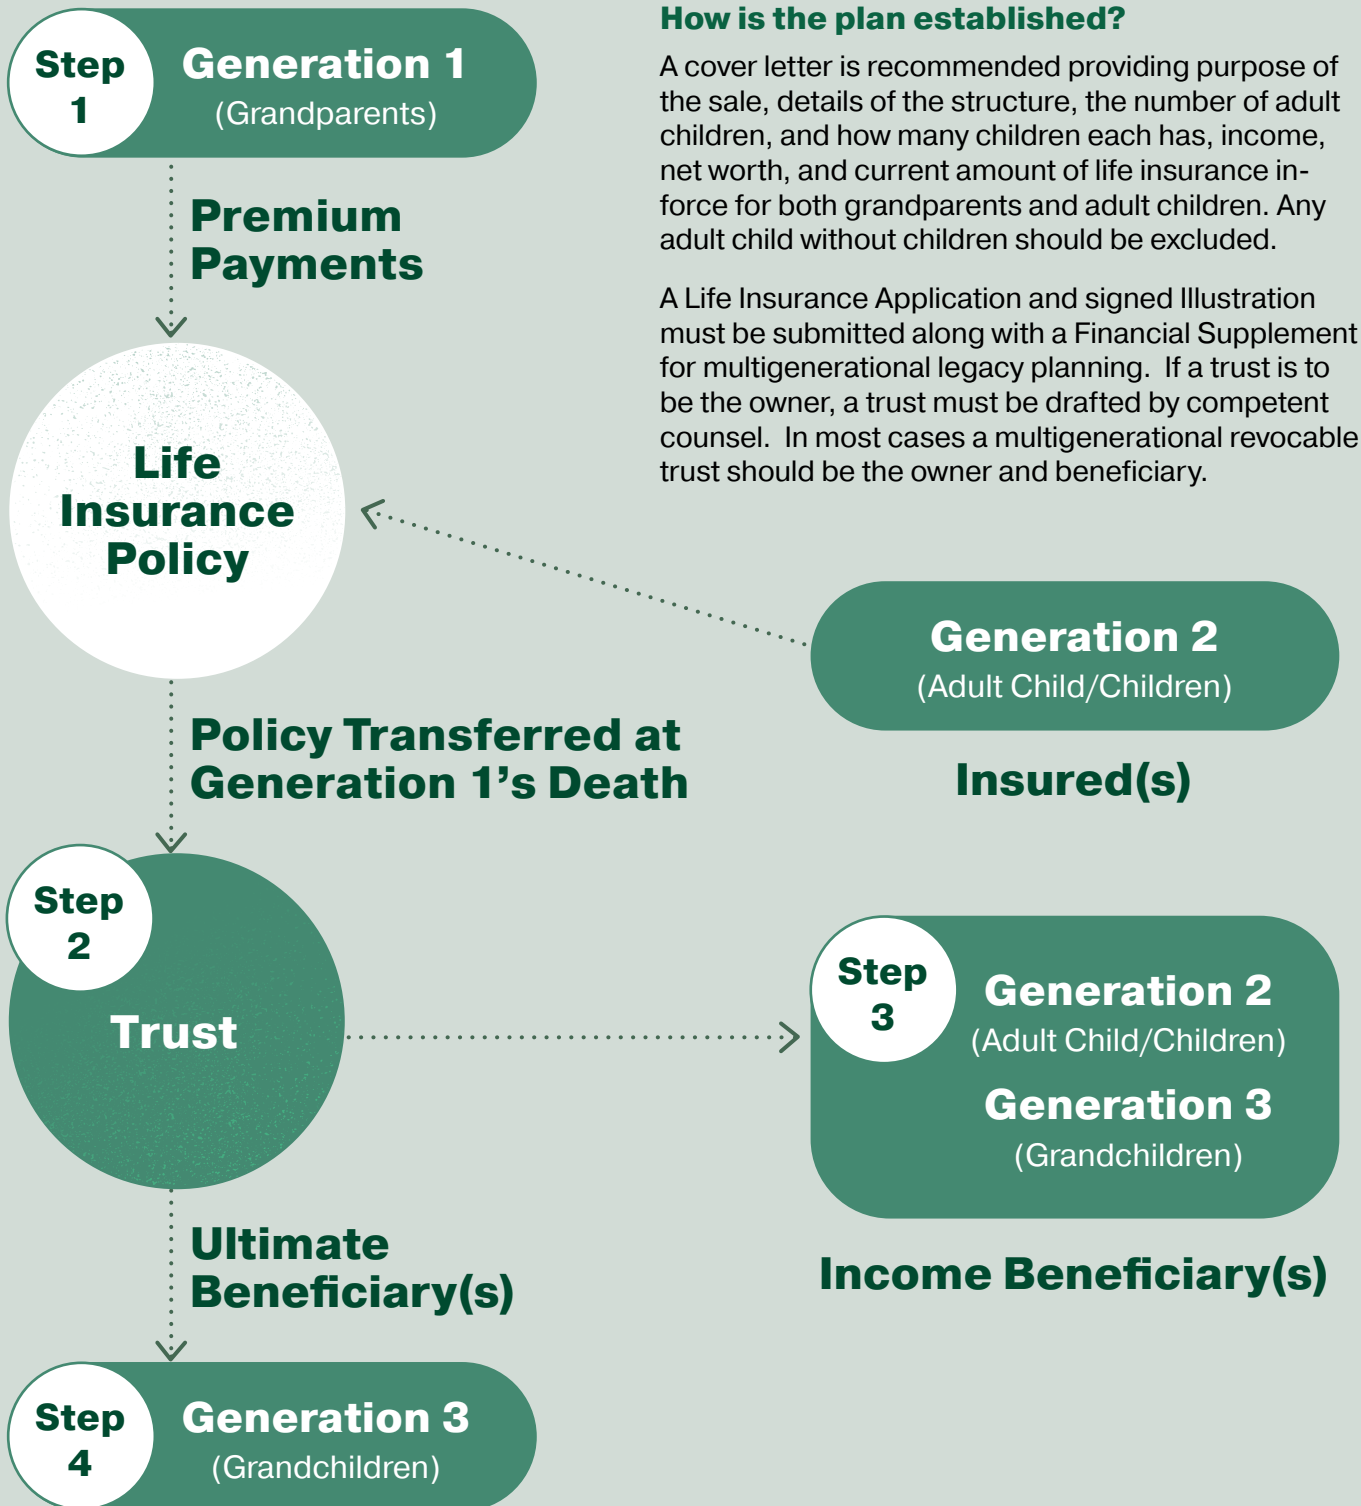 Step
1
Generation 1
(Grandparents)
Premium
Payments
How is the plan established?
A cover letter is recommended providing purpose of
the sale, details of the structure, the number of adult
children, and how many children each has, income,
net worth, and current amount of life insurance in-
force for both grandparents and adult children. Any
adult child without children should be excluded.
A Life Insurance Application and signed Illustration
must be submitted along with a Financial Supplement
for multigenerational legacy planning.  If a trust is to
be the owner, a trust must be drafted by competent
counsel.  In most cases a multigenerational revocable
trust should be the owner and beneficiary.
Life
Insurance
Policy
Generation 2
(Adult Child/Children)
Insured(s)
Policy Transferred at
Generation 1’s Death
Step
2
Trust
Step
3
Generation 2
(Adult Child/Children)
Generation 3
(Grandchildren)
Income Beneficiary(s)
Ultimate
Beneficiary(s)
Step
4
Generation 3
(Grandchildren)